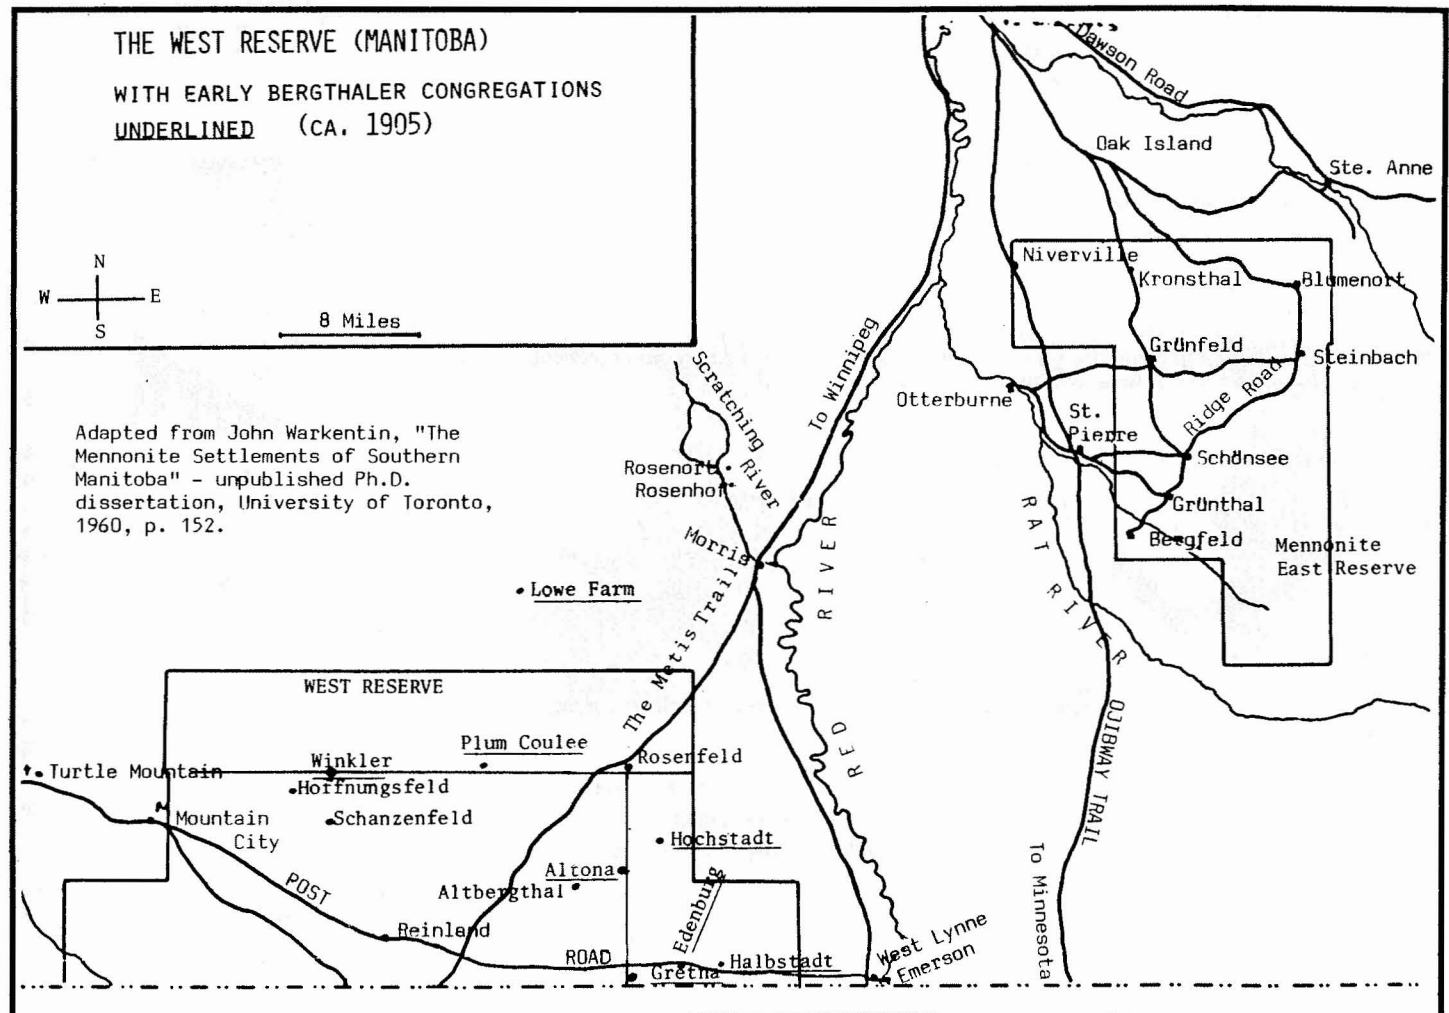 THE WEST RESERVE (MANITOBA)
WITH EARLY BERGTHALER CONGREGATIONS
UNDERLINED (CA. 1905)
N
W E
S
8 Miles
Adapted from John Warkentin, "The
Mennonite Settlements of Southern
Manitoba" - unpublished Ph.D.
dissertation, University of Toronto,
1960, p. 152.
Dawson Road
Oak Island
Ste. Anne
Niverville
Kronsthal
Blumenort
Grünfeld
Steinbach
Ridge Road
Otterburne
St.
Pierre
Schönsee
Grünthal
Bergfeld
Mennonite
East Reserve
To Winnipeg
Scratching
River
Rosenort
Rosenhof
Morris
RED RIVER
RAT RIVER
OJIBWAY TRAIL
To Minnesota
Lowe Farm
The Metis Trail
WEST RESERVE
Plum Coulee
Winkler
Rosenfeld
Turtle Mountain
Hoffnungsfeld
Schanzenfeld
Mountain
City
Hochstadt
Altona
Altbergthal
Edenburg
POST ROAD
Reinland
Gretna
Halbstadt
West Lynne
Emerson